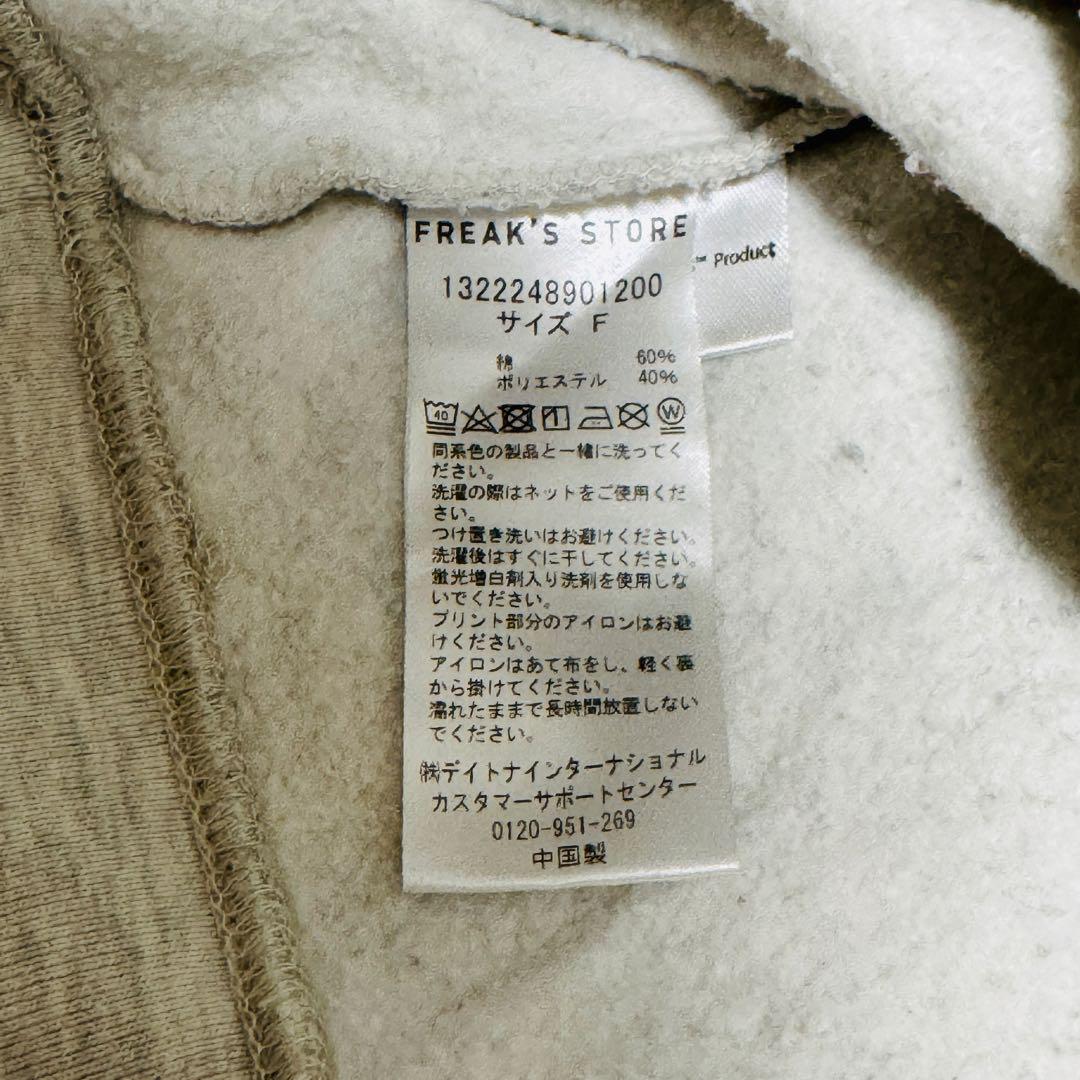 FREAK'S STORE
Product
1322248901200
サイズ F
綿 60%
ポリエステル 40%
40
W
同系色の製品と一緒に洗ってく
ださい。
洗濯の際はネットをご使用くだ
さい。
つけ置き洗いはお避けください。
洗濯後はすぐに干してください。
蛍光増白剤入り洗剤を使用しな
いでください。
プリント部分のアイロンはお避
けください。
アイロンはあて布をし、軽く裏
から掛けてください。
濡れたままで長時間放置しない
でください。
㈱デイトナインターナショナル
カスタマーサポートセンター
0120-951-269
中国製